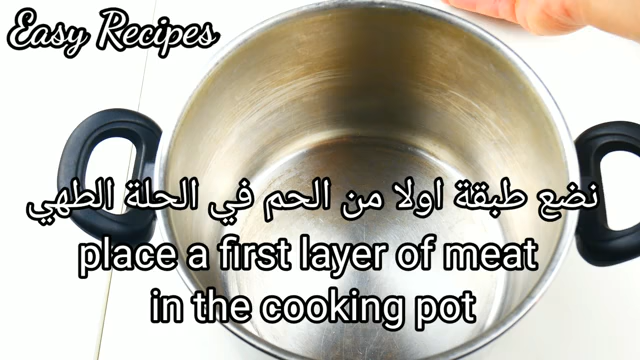 Easy Recipes
نضع طبقة اولا من الحم في الحلة الطهي
place a first layer of meat
in the cooking pot